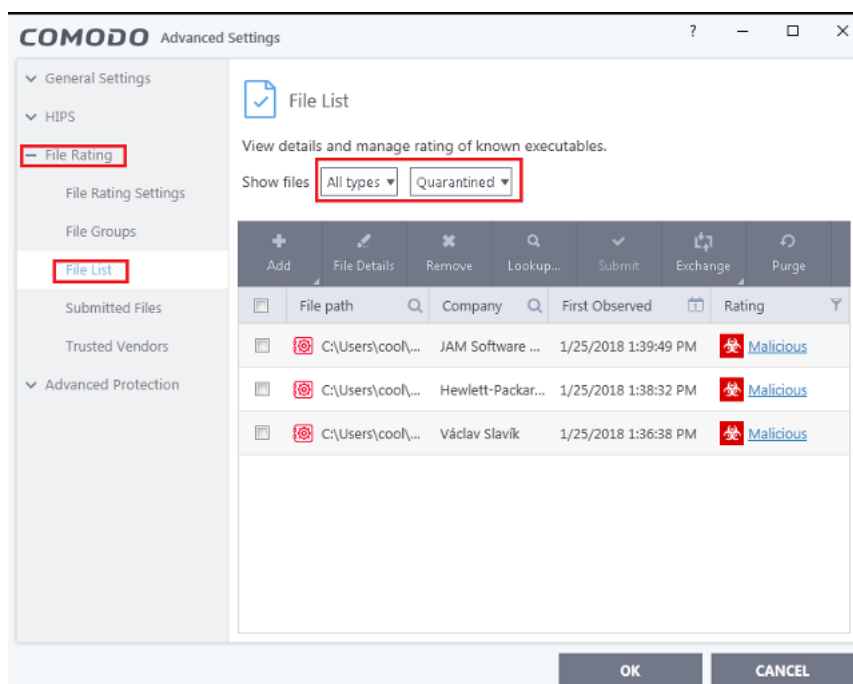 COMODO Advanced Settings ?
General Settings
HIPS
File Rating
File Rating Settings
File Groups
File List
Submitted Files
Trusted Vendors
Advanced Protection
File List
View details and manage rating of known executables.
Show files All types Quarantined
Add File Details Remove Lookup... Submit Exchange Purge
File path Company First Observed 1 Rating
C:\Users\cool\... JAM Software ... 1/25/2018 1:39:49 PM Malicious
C:\Users\cool\... Hewlett-Packar... 1/25/2018 1:38:32 PM Malicious
C:\Users\cool\... Václav Slavík 1/25/2018 1:36:38 PM Malicious
OK CANCEL